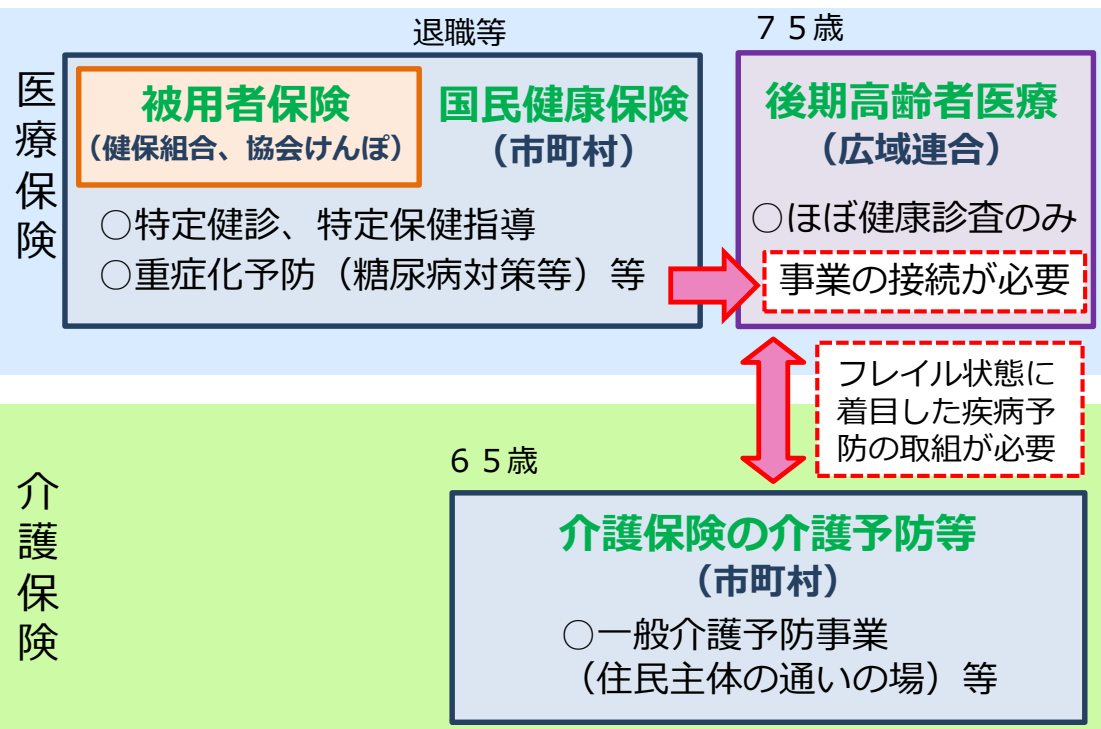 退職等
７５歳
医療保険
被用者保険
（健保組合、協会けんぽ）
国民健康保険
（市町村）
○特定健診、特定保健指導
○重症化予防（糖尿病対策等）等
後期高齢者医療
（広域連合）
○ほぼ健康診査のみ
事業の接続が必要
フレイル状態に
着目した疾病予
防の取組が必要
介護保険
６５歳
介護保険の介護予防等
（市町村）
○一般介護予防事業
（住民主体の通いの場）等